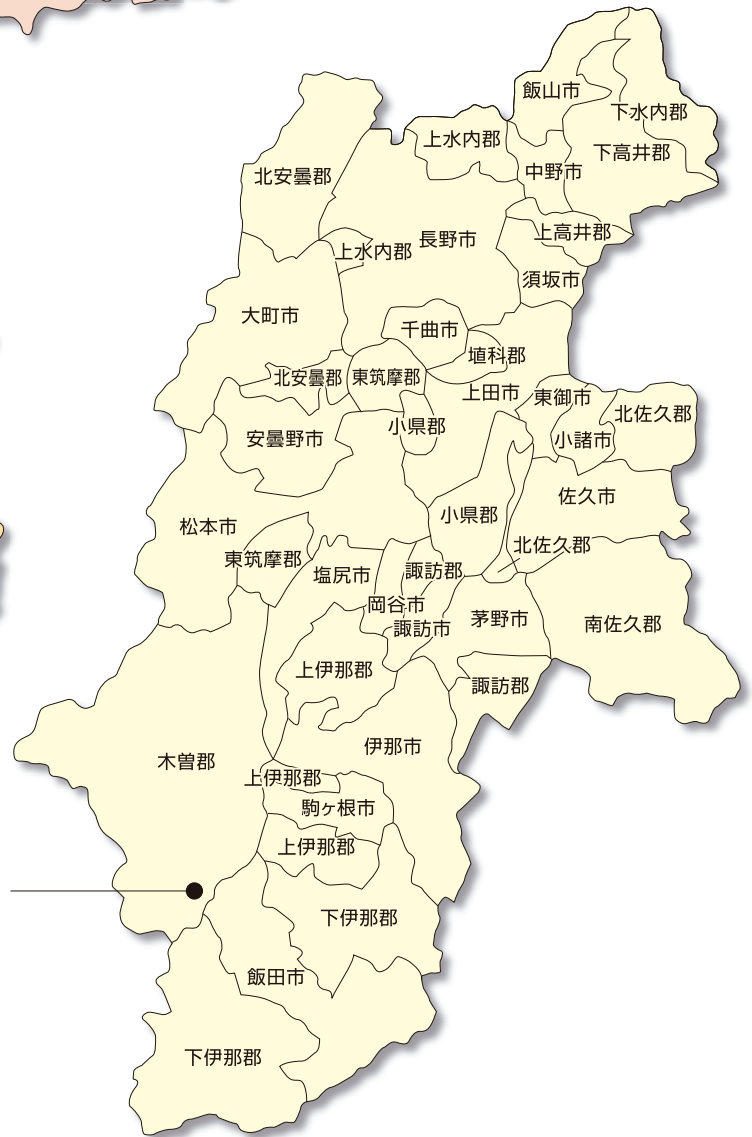 飯山市
下水内郡
上水内郡
下高井郡
中野市
北安曇郡
上高井郡
長野市
上水内郡
須坂市
大町市
千曲市
埴科郡
北安曇郡
東筑摩郡
上田市
東御市
北佐久郡
小県郡
安曇野市
小諸市
佐久市
小県郡
松本市
北佐久郡
東筑摩郡
諏訪郡
塩尻市
岡谷市
茅野市
諏訪市
南佐久郡
上伊那郡
諏訪郡
伊那市
木曽郡
上伊那郡
駒ヶ根市
上伊那郡
下伊那郡
飯田市
下伊那郡